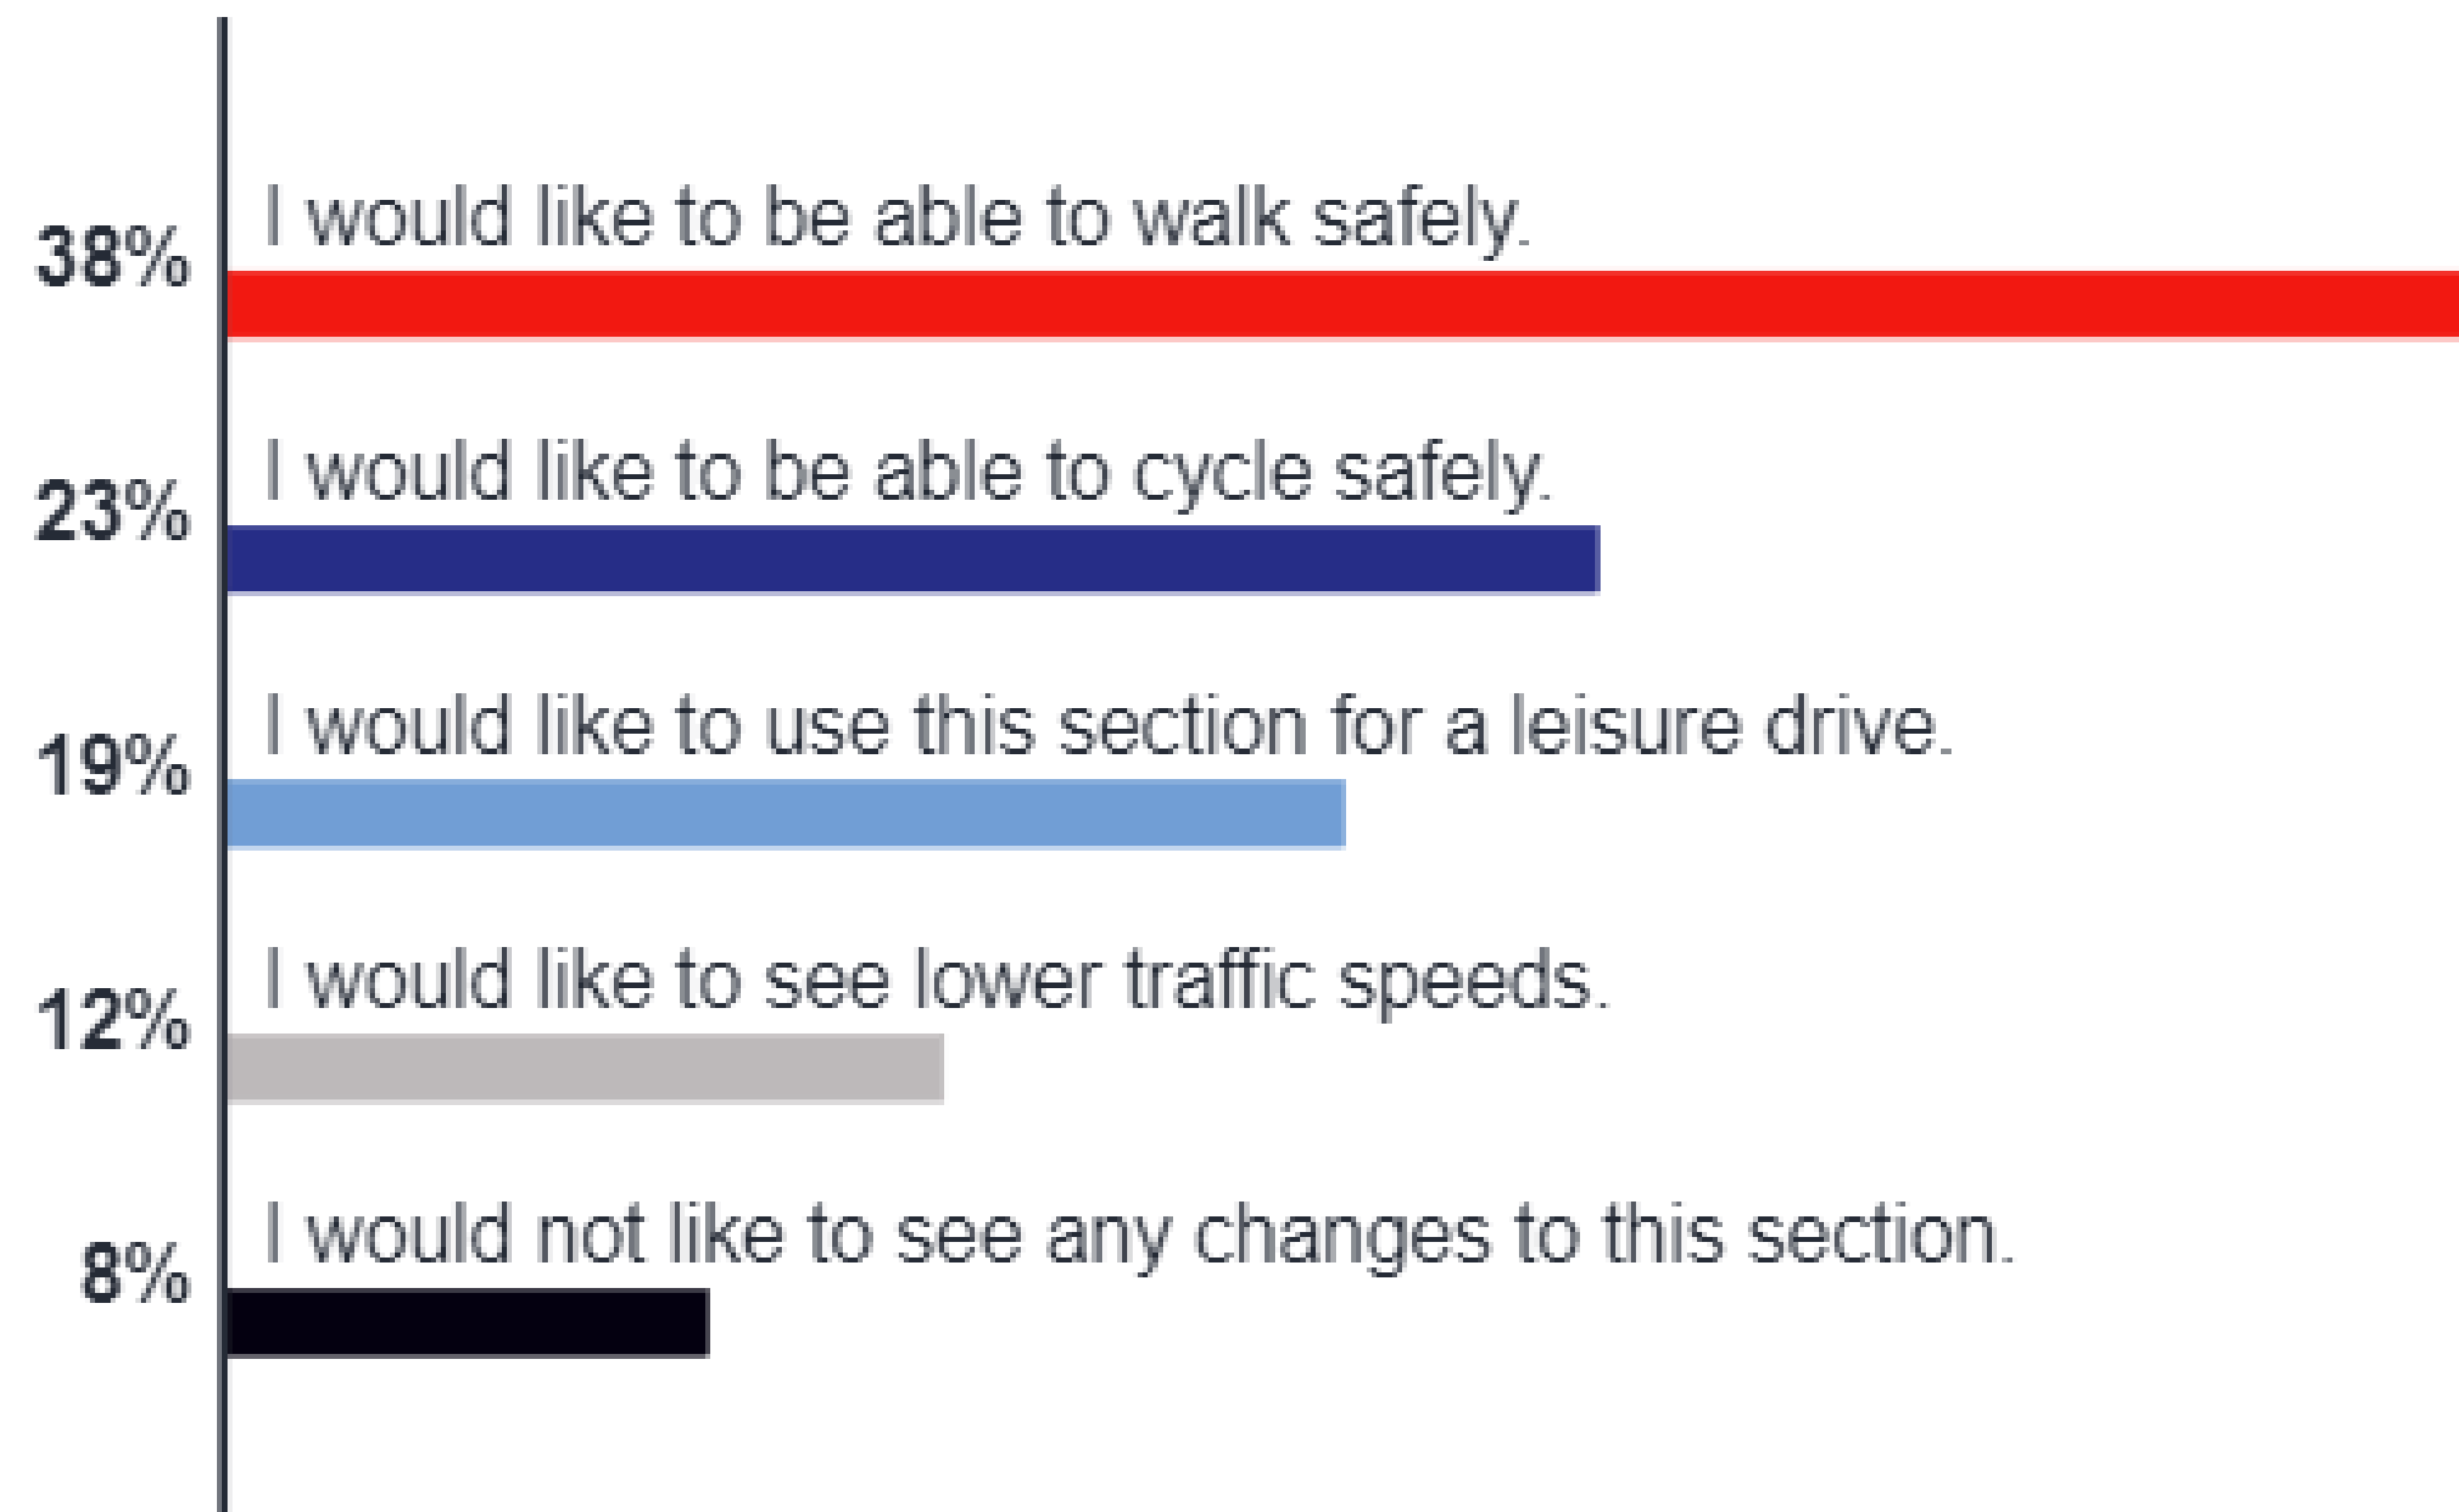 I would like to be able to walk safely.
38%
I would like to be able to cycle safely.
23%
I would like to use this section for a leisure drive.
19%
I would like to see lower traffic speeds.
12%
I would not like to see any changes to this section.
8%